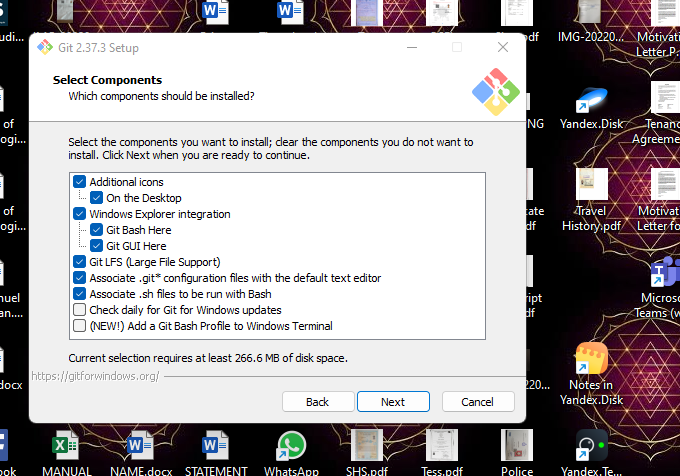 udi...
IMG-20220...
Motivati
Letter.P...
Git 2.37.3 Setup
Select Components
Which components should be installed?
of
ogi...
NG
Yandex.Disk
Tenanc
Agreeme...
Select the components you want to install; clear the components you do not want to
install. Click Next when you are ready to continue.
Additional icons
On the Desktop
Windows Explorer integration
Git Bash Here
Git GUI Here
Git LFS (Large File Support)
Associate .git* configuration files with the default text editor
Associate .sh files to be run with Bash
Check daily for Git for Windows updates
(NEW!) Add a Git Bash Profile to Windows Terminal
of
ogi...
cate
.pdf
Travel
History.pdf
Motivati
Letter fo
nuel
an....
ript
df
Microso
Teams (w
Current selection requires at least 266.6 MB of disk space.
https://gitforwindows.org/
.docx
20...
Notes in
Yandex.Disk
Back
Next
Cancel
ook
MANUAL
NAME.docx
STATEMENT
WhatsApp
SHS.pdf
Tess.pdf
Police
Yandex.Te...